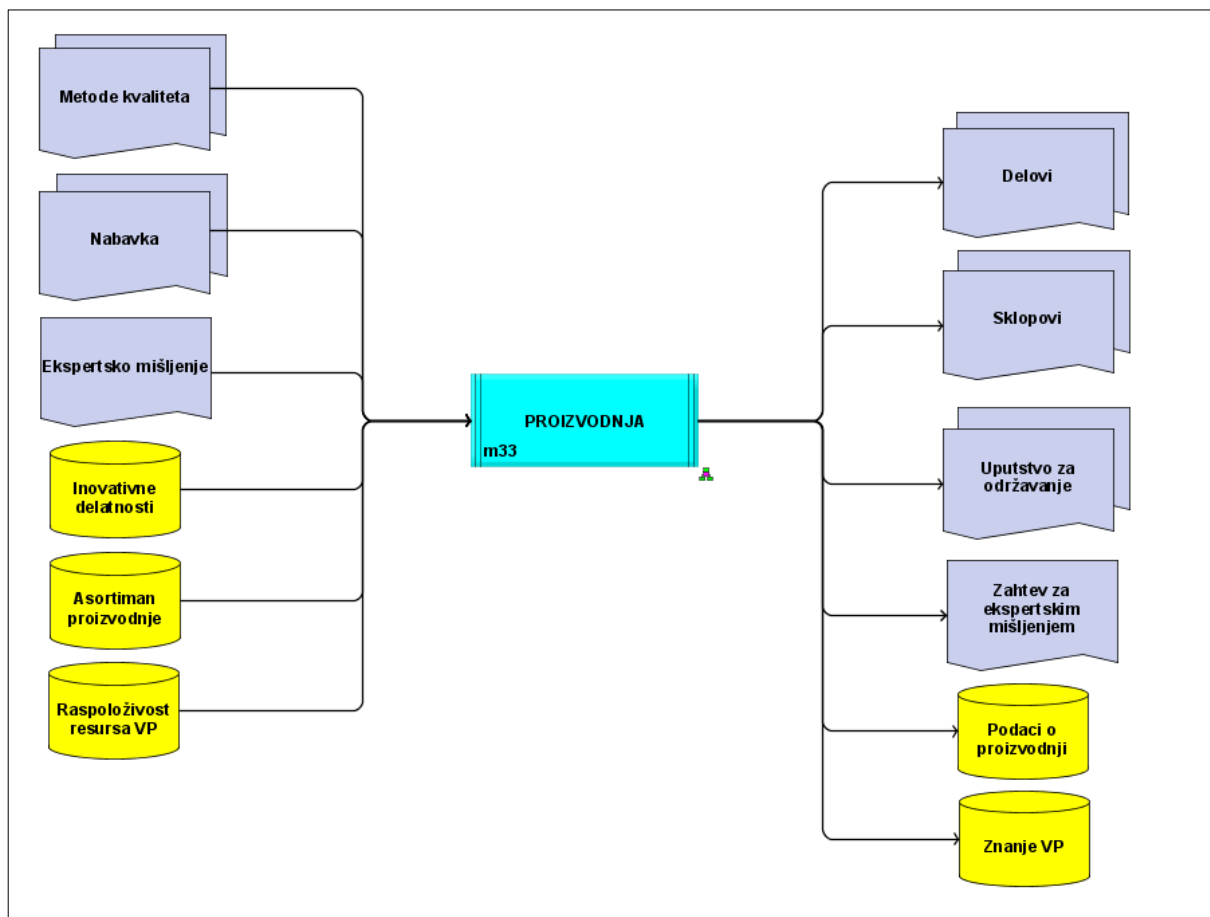 Metode kvaliteta
Nabavka
Ekspertsko mišljenje
Inovativne
delatnosti
Asortiman
proizvodnje
Raspoloživost
resursa VP
PROIZVODNJA
m33
Delovi
Sklopovi
Uputstvo za
održavanje
Zahtev za
ekspertskim
mišljenjem
Podaci o
proizvodnji
Znanje VP